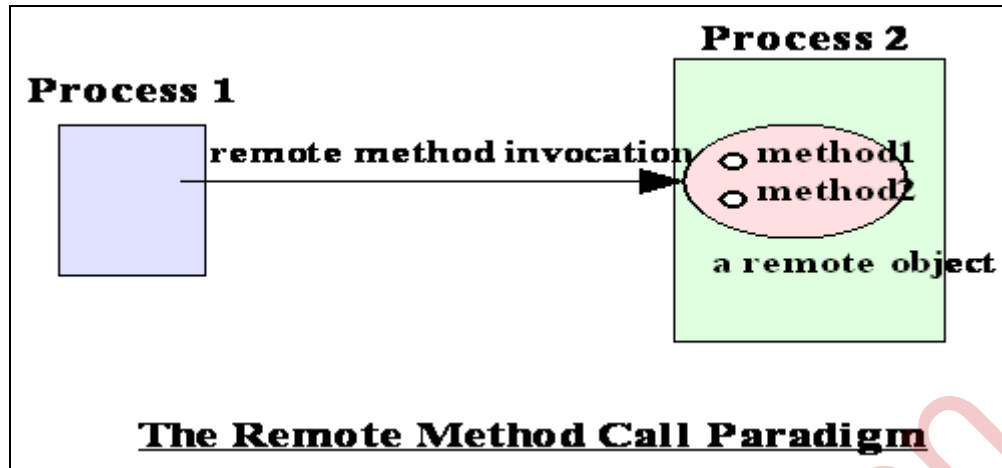 Process 2
Process 1
remote method invocation
method1
method2
a remote object
The Remote Method Call Paradigm